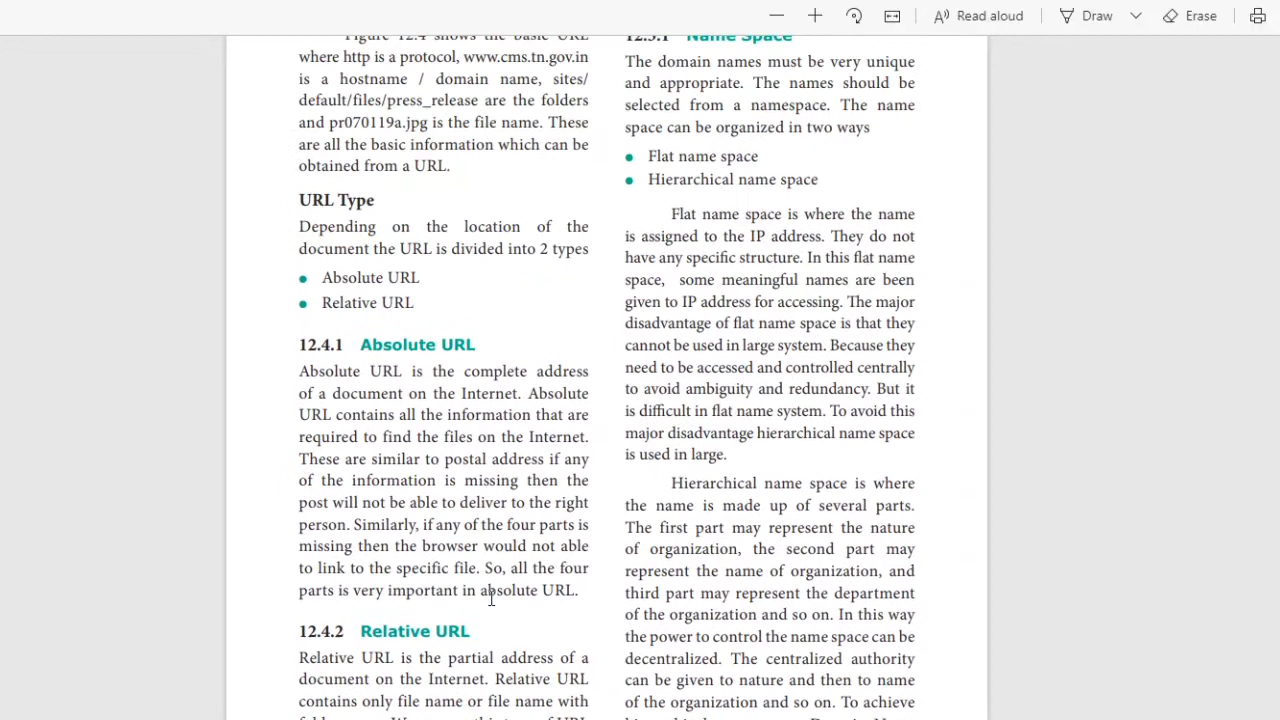 Read aloud
Draw
Erase
Figure 12.4 shows the basic URL
where http is a protocol, www.cms.tn.gov.in
is a hostname / domain name, sites/
default/files/press_release are the folders
and pr070119a.jpg is the file name. These
are all the basic information which can be
obtained from a URL.
URL Type
Depending on the location of the
document the URL is divided into 2 types
• Absolute URL
• Relative URL
12.4.1 Absolute URL
Absolute URL is the complete address
of a document on the Internet. Absolute
URL contains all the information that are
required to find the files on the Internet.
These are similar to postal address if any
of the information is missing then the
post will not be able to deliver to the right
person. Similarly, if any of the four parts is
missing then the browser would not able
to link to the specific file. So, all the four
parts is very important in absolute URL.
12.4.2 Relative URL
Relative URL is the partial address of a
document on the Internet. Relative URL
contains only file name or file name with
12.5.1 Name Space
The domain names must be very unique
and appropriate. The names should be
selected from a namespace. The name
space can be organized in two ways
• Flat name space
• Hierarchical name space
Flat name space is where the name
is assigned to the IP address. They do not
have any specific structure. In this flat name
space, some meaningful names are been
given to IP address for accessing. The major
disadvantage of flat name space is that they
cannot be used in large system. Because they
need to be accessed and controlled centrally
to avoid ambiguity and redundancy. But it
is difficult in flat name system. To avoid this
major disadvantage hierarchical name space
is used in large.
Hierarchical name space is where
the name is made up of several parts.
The first part may represent the nature
of organization, the second part may
represent the name of organization, and
third part may represent the department
of the organization and so on. In this way
the power to control the name space can be
decentralized. The centralized authority
can be given to nature and then to name
of the organization and so on. To achieve